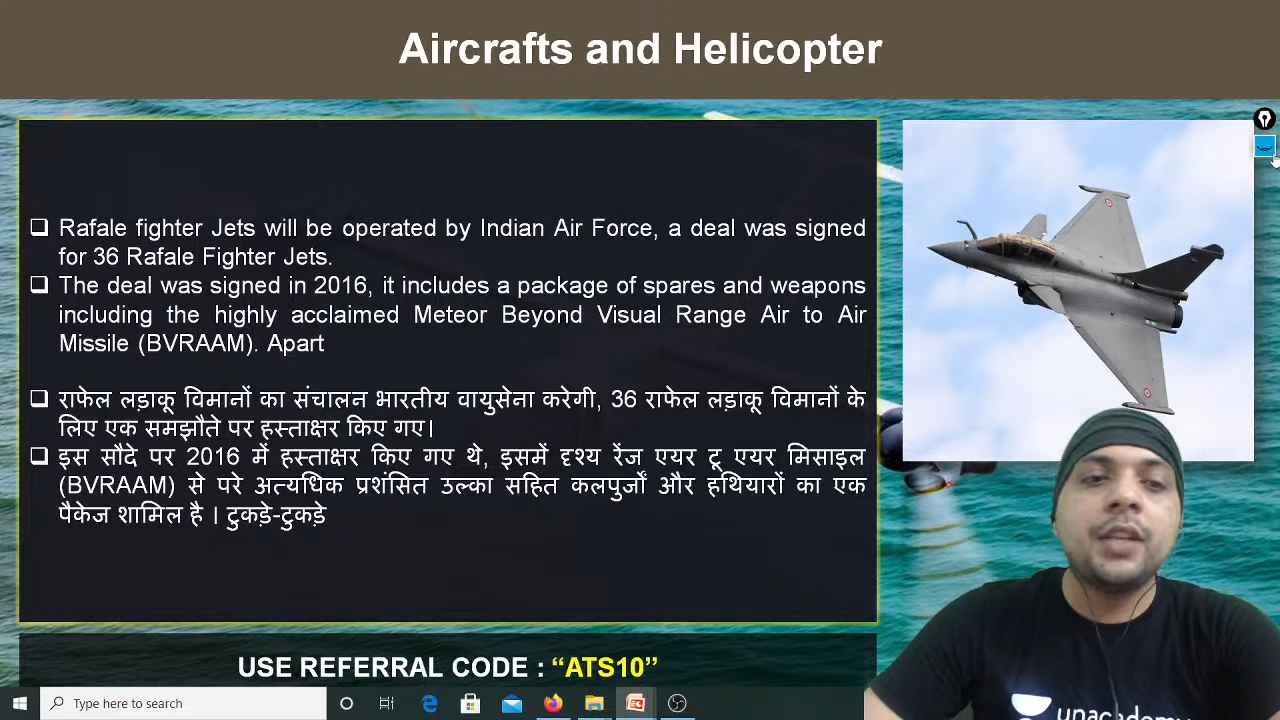 Aircrafts and Helicopter
Rafale fighter Jets will be operated by Indian Air Force, a deal was signed
for 36 Rafale Fighter Jets.
The deal was signed in 2016, it includes a package of spares and weapons
including the highly acclaimed Meteor Beyond Visual Range Air to Air
Missile (BVRAAM). Apart
राफेल लड़ाकू विमानों का संचालन भारतीय वायुसेना करेगी, 36 राफेल लड़ाकू विमानों के
लिए एक समझौते पर हस्ताक्षर किए गए।
इस सौदे पर 2016 में हस्ताक्षर किए गए थे, इसमें दृश्य रेंज एयर टू एयर मिसाइल
(BVRAAM) से परे अत्यधिक प्रशंसित उल्का सहित कलपुर्जों और हथियारों का एक
पैकेज शामिल है । टुकड़े-टुकड़े
USE REFERRAL CODE : “ATS10”
Type here to search
unacademy